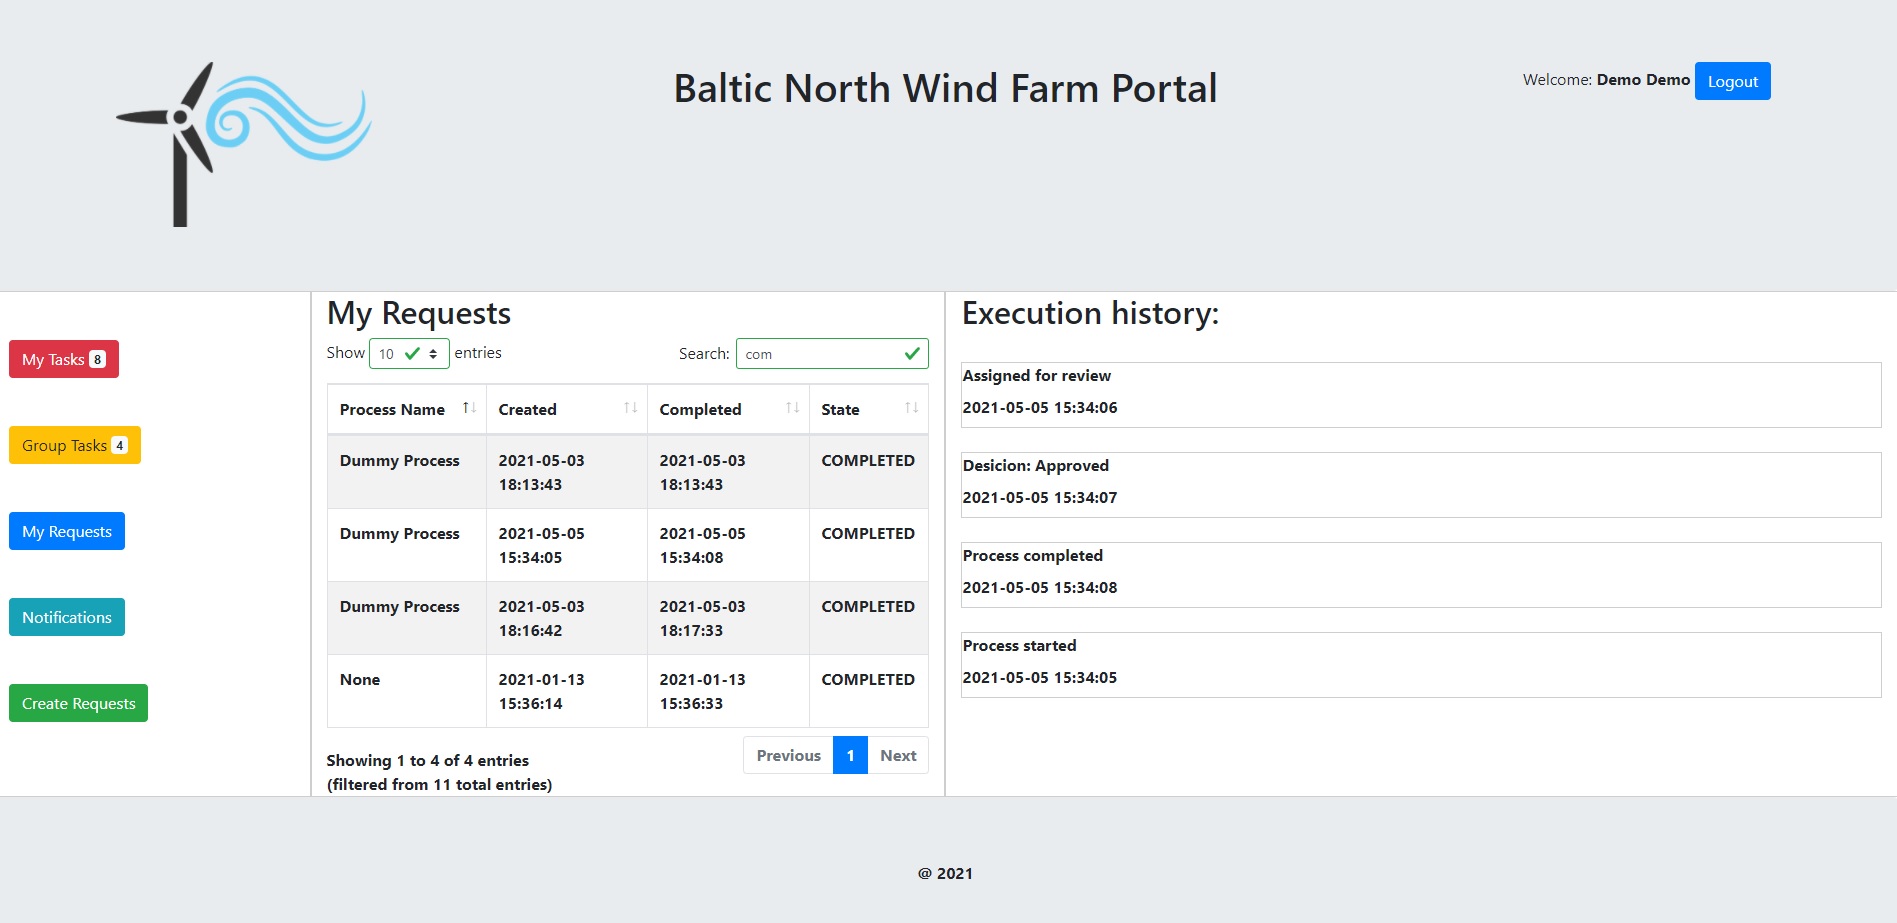 Baltic North Wind Farm Portal
Welcome: Demo Demo Logout
My Tasks 8
Group Tasks 4
My Requests
Notifications
Create Requests
My Requests
Show 10 entries Search: com
Process Name Created Completed State
Dummy Process 2021-05-03 2021-05-03 COMPLETED
18:13:43 18:13:43
Dummy Process 2021-05-05 2021-05-05 COMPLETED
15:34:05 15:34:08
Dummy Process 2021-05-03 2021-05-03 COMPLETED
18:16:42 18:17:33
None 2021-01-13 2021-01-13 COMPLETED
15:36:14 15:36:33
Showing 1 to 4 of 4 entries
(filtered from 11 total entries)
Previous 1 Next
Execution history:
Assigned for review
2021-05-05 15:34:06
Desicion: Approved
2021-05-05 15:34:07
Process completed
2021-05-05 15:34:08
Process started
2021-05-05 15:34:05
@ 2021